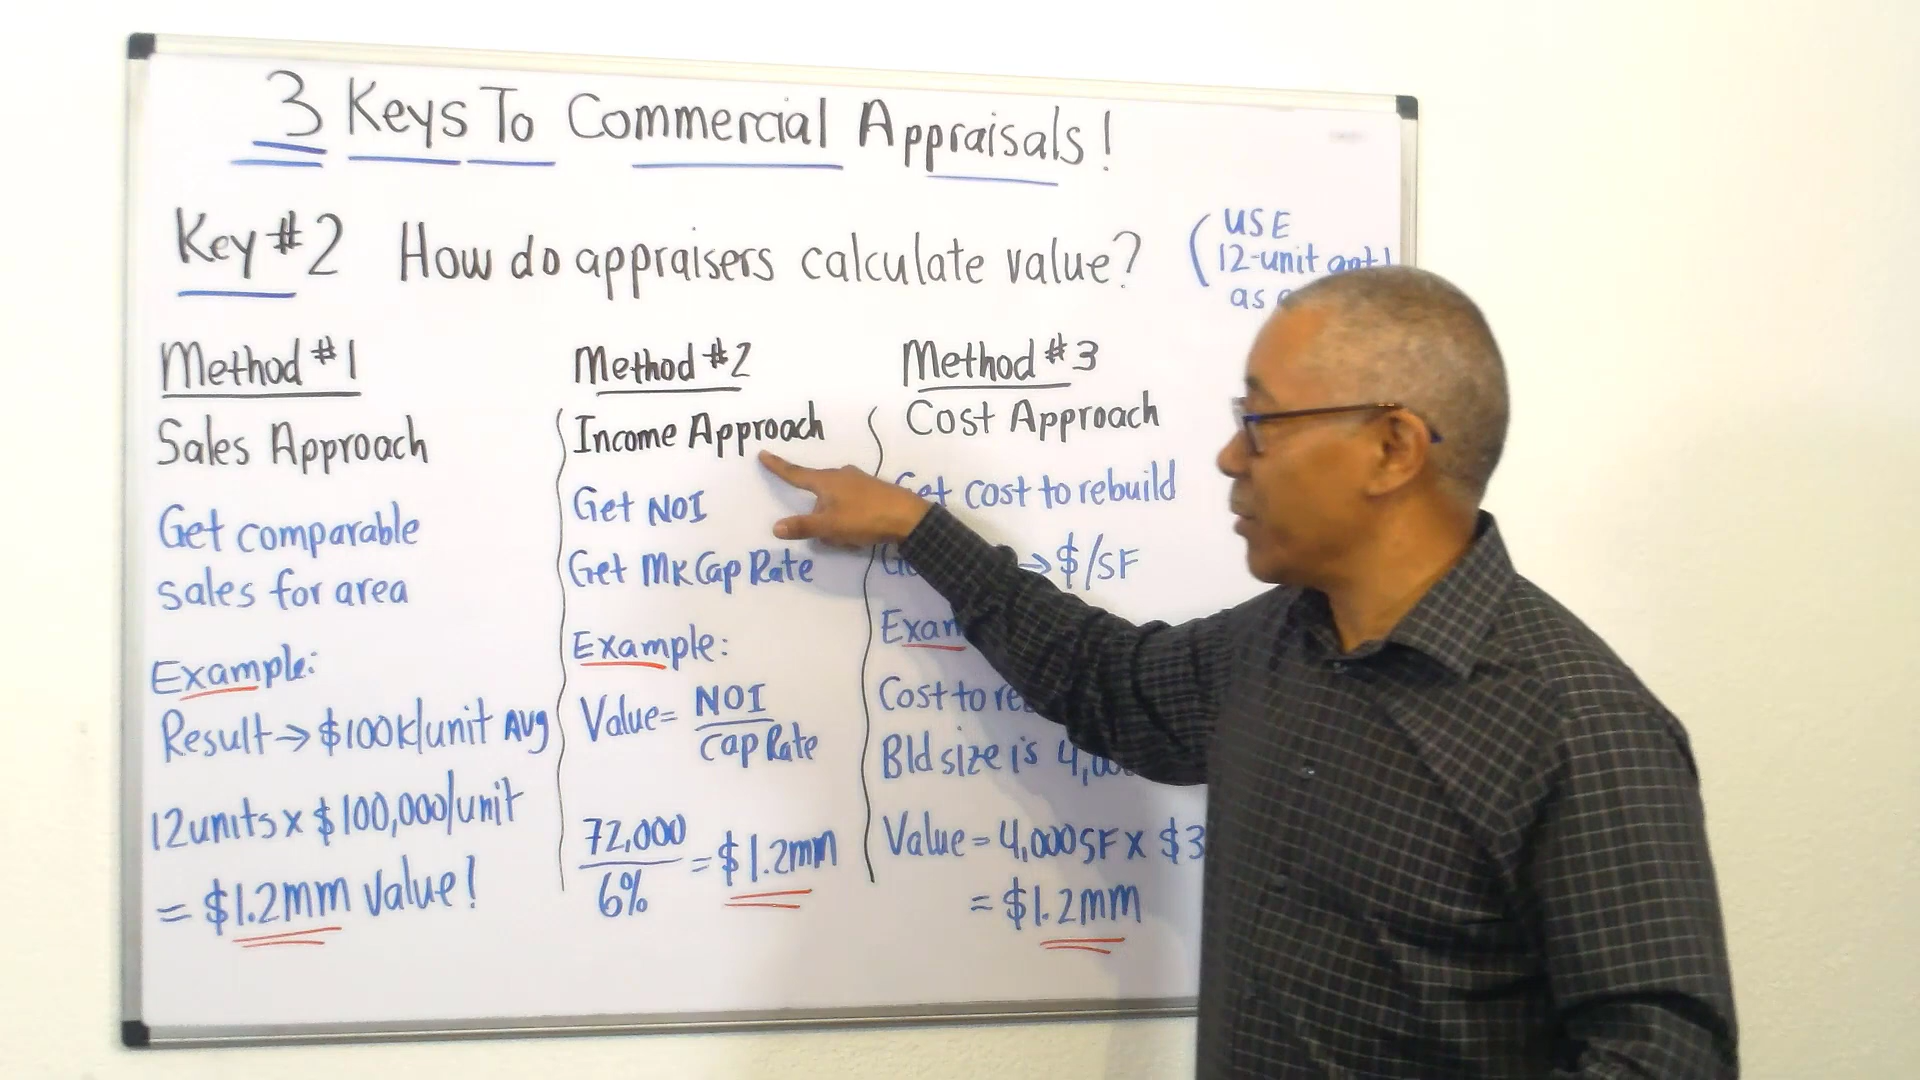 3 Keys To Commercial Appraisals!
Key #2 How do appraisers calculate value?
(USE
12-unit apt
as
Method #1
Sales Approach
Get comparable
sales for area
Example:
Result → $100K/unit Avg
12 units x $100,000/unit
= $1.2mm value!
Method #2
Income Approach
Get NOI
Get MK Cap Rate
Example:
Value = NOI
Cap Rate
72,000
6%
= $1.2mm
Method #3
Cost Approach
Get cost to rebuild
→ $/SF
Cost to
Bld size is
Value = 4,000 SF x $3
= $1.2mm